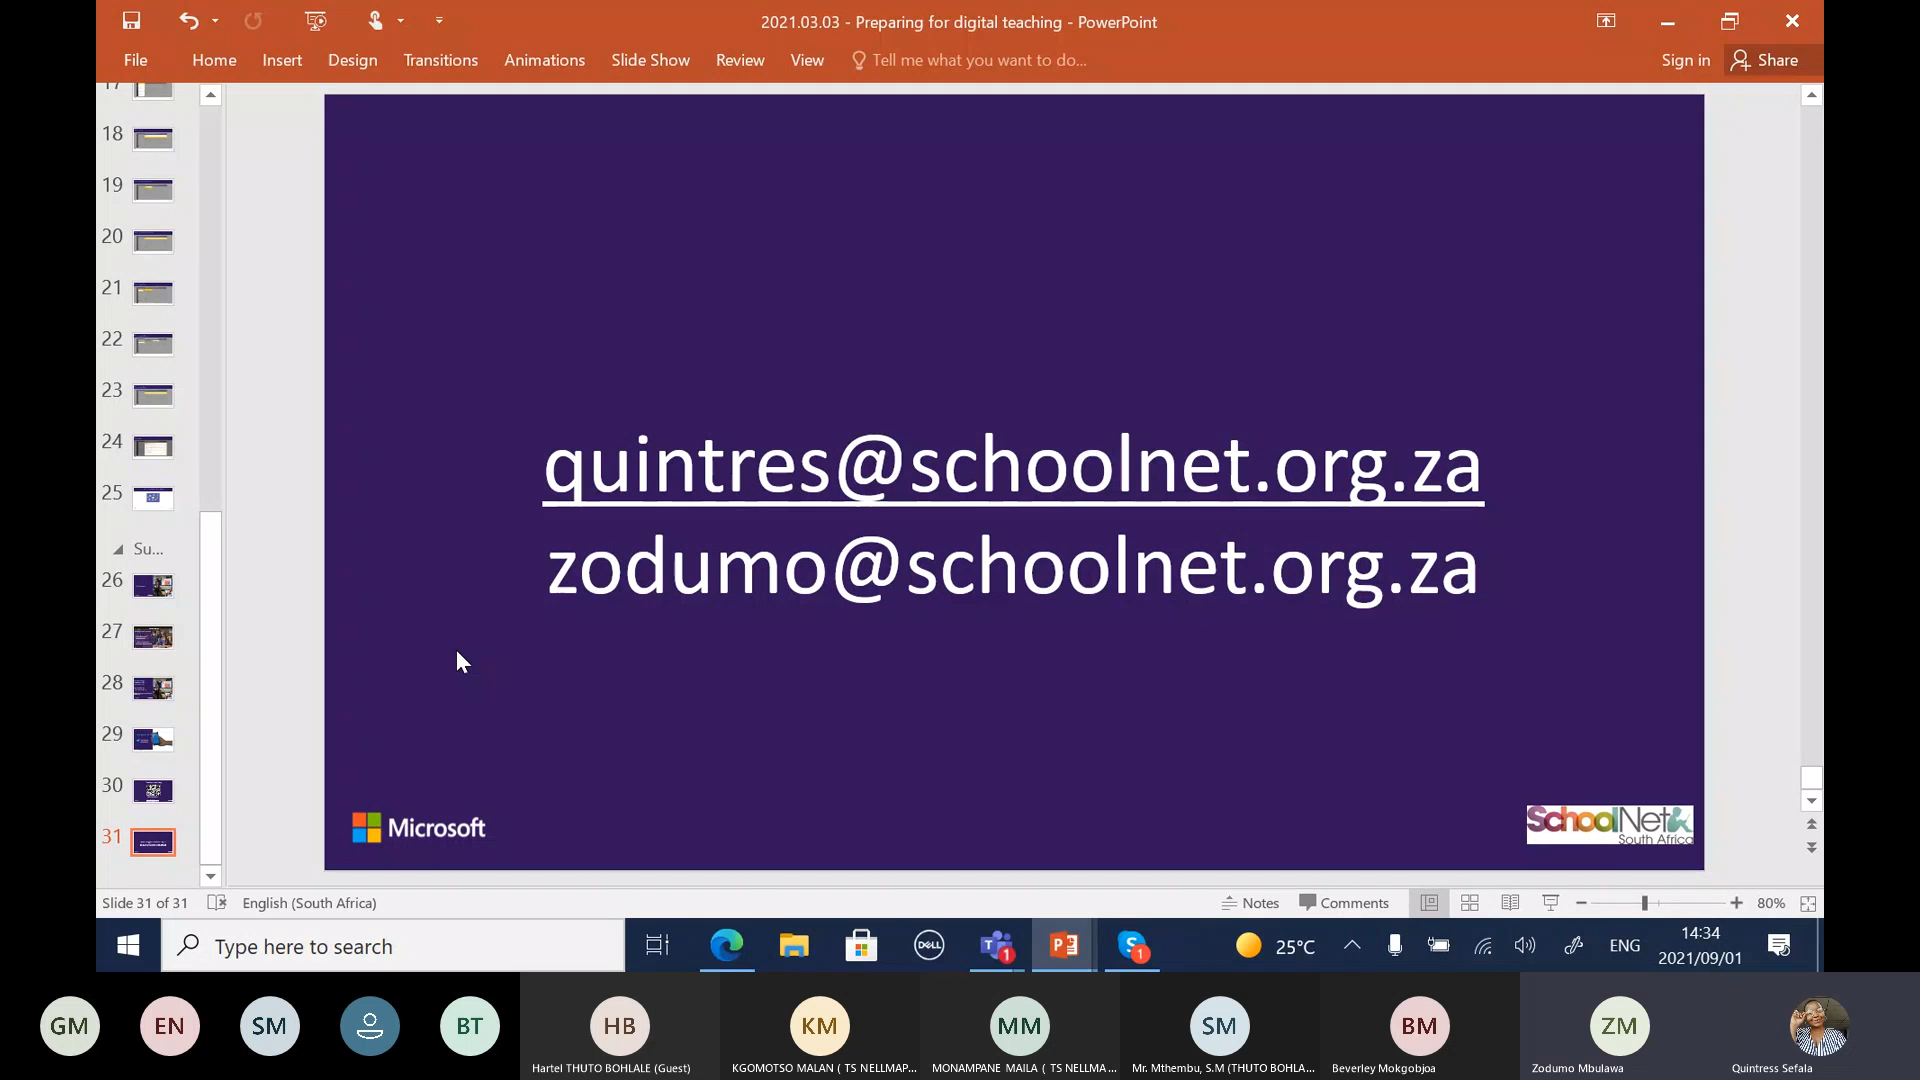 2021.03.03 - Preparing for digital teaching - PowerPoint
File Home Insert Design Transitions Animations Slide Show Review View Tell me what you want to do... Sign in Share
17
18
19
20
21
22
23
24
25
Su...
26
27
28
29
30
31
quintres@schoolnet.org.za
zodumo@schoolnet.org.za
Microsoft
SchoolNet
South Africa
Slide 31 of 31 English (South Africa) Notes Comments 80%
Type here to search
DELL
1
1
25°C
ENG
14:34
2021/09/01
GM EN SM BT HB KM MM SM BM ZM
Hartel THUTO BOHLALE (Guest) KGOMOTSO MALAN ( TS NELLMAP... MONAMPANE MAILA ( TS NELLMA ... Mr. Mthembu, S.M (THUTO BOHLA... Beverley Mokgobjoa Zodumo Mbulawa Quintress Sefala